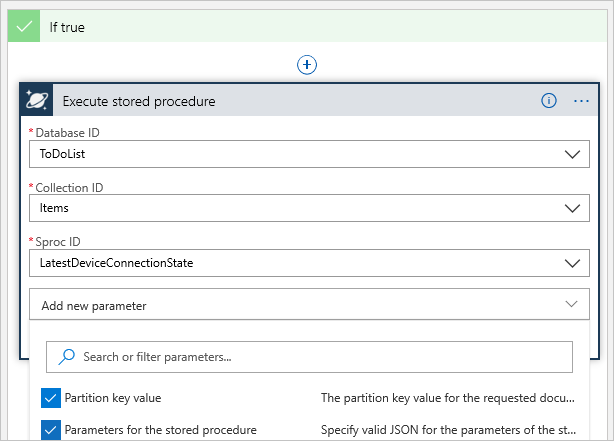 If true
Execute stored procedure
* Database ID
ToDoList
* Collection ID
Items
* Sproc ID
LatestDeviceConnectionState
Add new parameter
Search or filter parameters...
Partition key value The partition key value for the requested docu...
Parameters for the stored procedure Specify valid JSON for the parameters of the st...